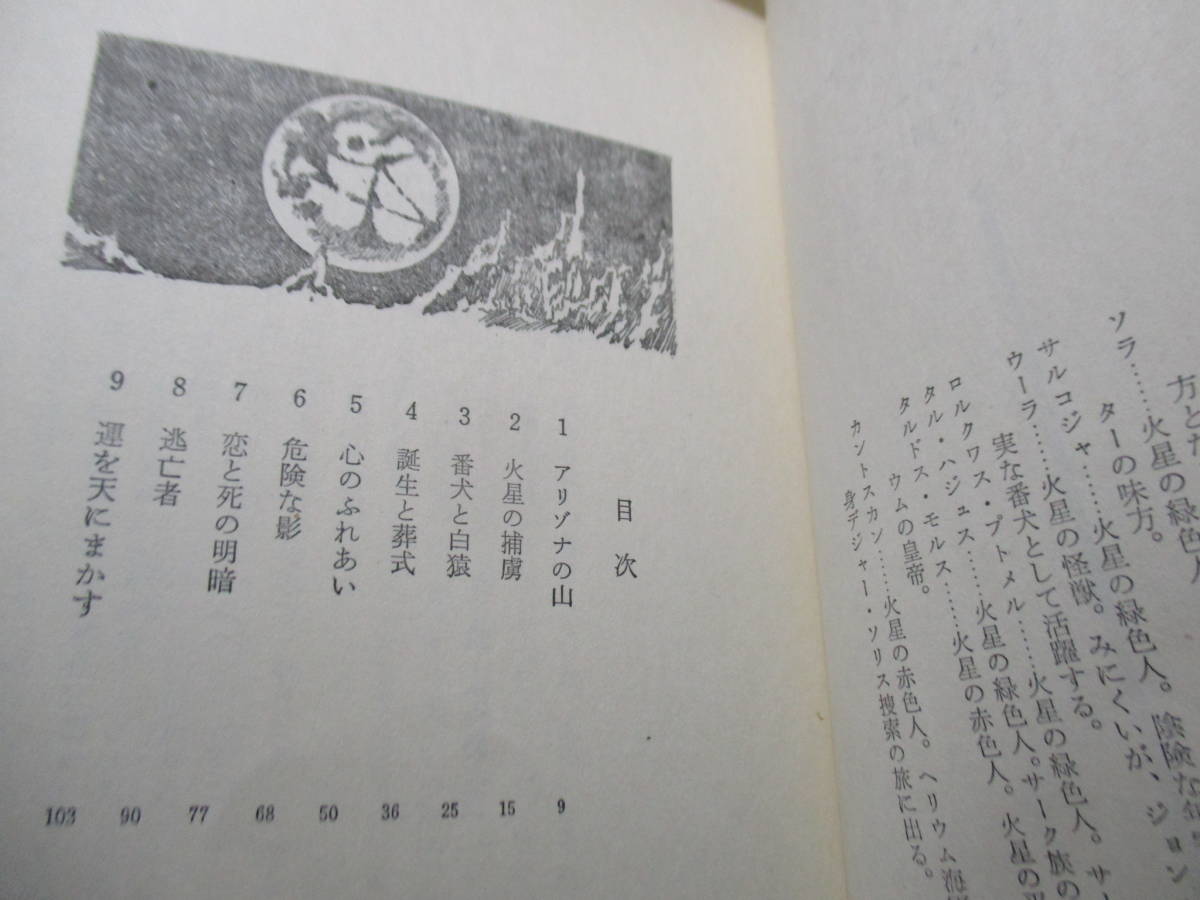 方とな
ソラ……火星の緑色人。
ターの味方。
サルコジャ……火星の緑色人。陰険な
ウーラ……火星の怪獣。みにくいが、ジョン
実な番犬として活躍する。
ロルクワス・プトメル……火星の緑色人。サーク族の
タル・ハジュス……火星の緑色人。サー
タルドス・モルス……火星の赤色人。火星の
ウムの皇帝。
カントスカン……火星の赤色人。ヘリウム海
身デジャー・ソリス捜索の旅に出る。
目次
1 アリゾナの山 9
2 火星の捕虜 15
3 番犬と白猿 25
4 誕生と葬式 36
5 心のふれあい 50
6 危険な影 68
7 恋と死の明暗 77
8 逃亡者 90
9 運を天にまかす 103